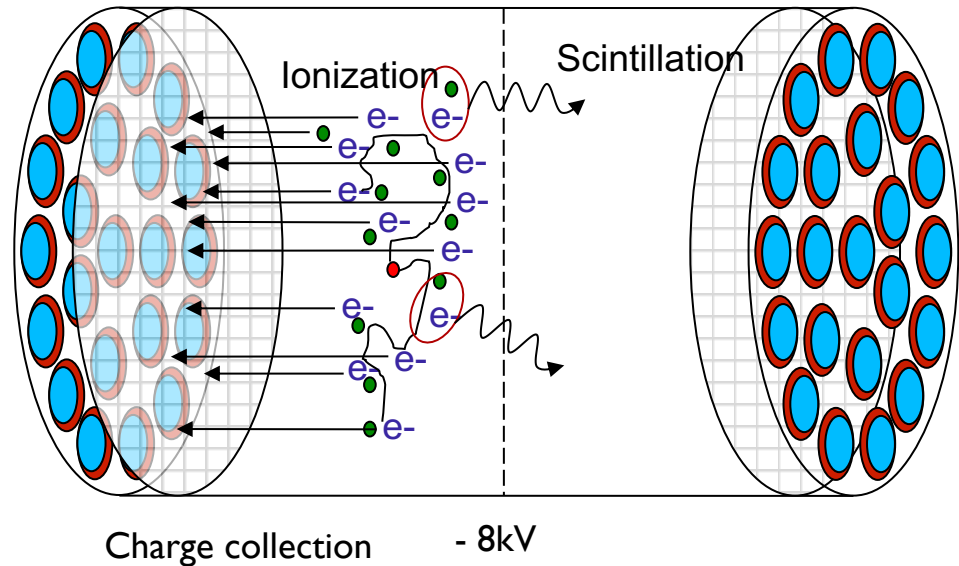 Scintillation
Ionization
e- e-
e- e-
e- e-
e- e-
e- e-
e-
e-
e-
Charge collection
- 8kV